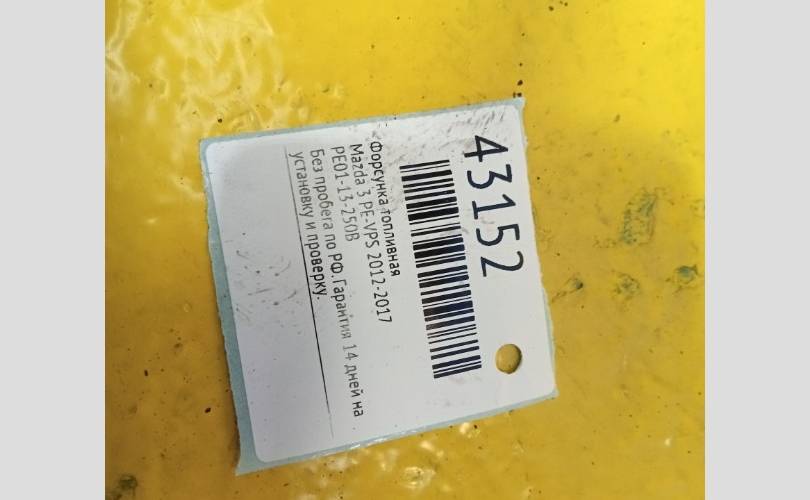 43152
Форсунка топливная
Mazda 3 PE-VPS 2012-2017
PE01-13-250B
Без пробега по РФ. Гарантия 14 дней на
установку и проверку.